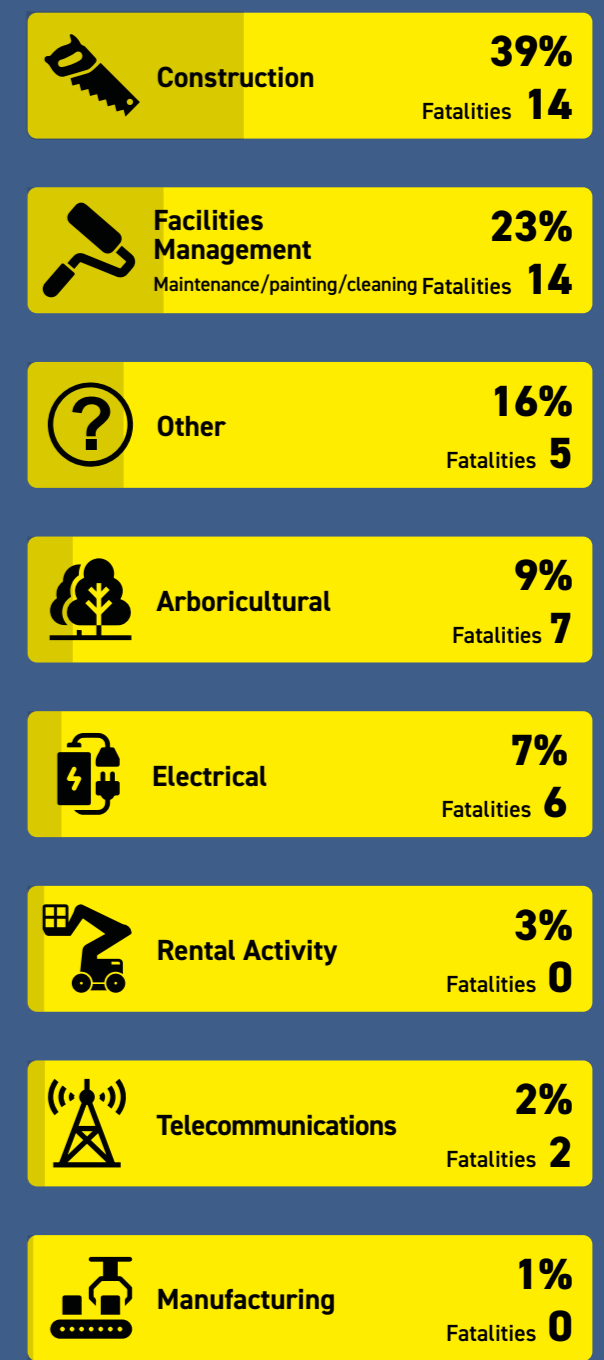 Construction
39%
Fatalities 14
Facilities
Management
Maintenance/painting/cleaning
23%
Fatalities 14
?
Other
16%
Fatalities 5
Arboricultural
9%
Fatalities 7
Electrical
7%
Fatalities 6
Rental Activity
3%
Fatalities 0
Telecommunications
2%
Fatalities 2
Manufacturing
1%
Fatalities 0